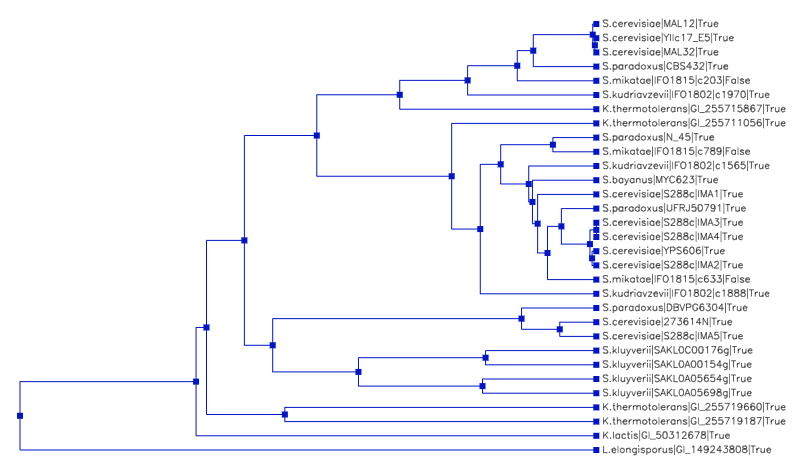 S.cerevisiae|MAL12|True
S.cerevisiae|YIlc17_E5|True
S.cerevisiae|MAL32|True
S.paradoxus|CBS432|True
S.mikatae|IFO1815|c203|False
S.kudriavzevii|IFO1802|c1970|True
K.thermotolerans|GI_255715867|True
K.thermotolerans|GI_255711056|True
S.paradoxus|N_45|True
S.mikatae|IFO1815|c789|False
S.kudriavzevii|IFO1802|c1565|True
S.bayanus|MYC623|True
S.cerevisiae|S288c|IMA1|True
S.paradoxus|UFRJ50791|True
S.cerevisiae|S288c|IMA3|True
S.cerevisiae|S288c|IMA4|True
S.cerevisiae|YPS606|True
S.cerevisiae|S288c|IMA2|True
S.mikatae|IFO1815|c633|False
S.kudriavzevii|IFO1802|c1888|True
S.paradoxus|DBVPG6304|True
S.cerevisiae|273614N|True
S.cerevisiae|S288c|IMA5|True
S.kluyverii|SAKL0C00176g|True
S.kluyverii|SAKL0A00154g|True
S.kluyverii|SAKL0A05654g|True
S.kluyverii|SAKL0A05698g|True
K.thermotolerans|GI_255719660|True
K.thermotolerans|GI_255719187|True
K.lactis|GI_50312678|True
L.elongisporus|GI_149243808|True